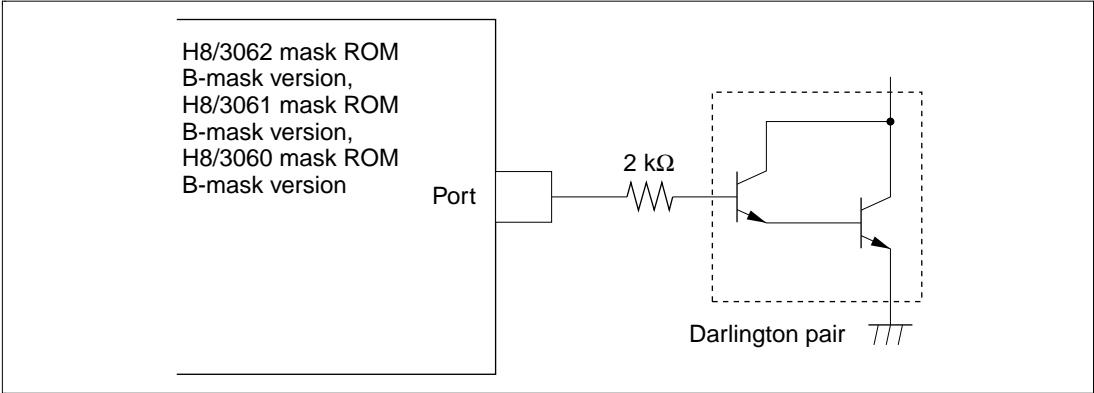 H8/3062 mask ROM
B-mask version,
H8/3061 mask ROM
B-mask version,
H8/3060 mask ROM
B-mask version
Port
2 kΩ
Darlington pair